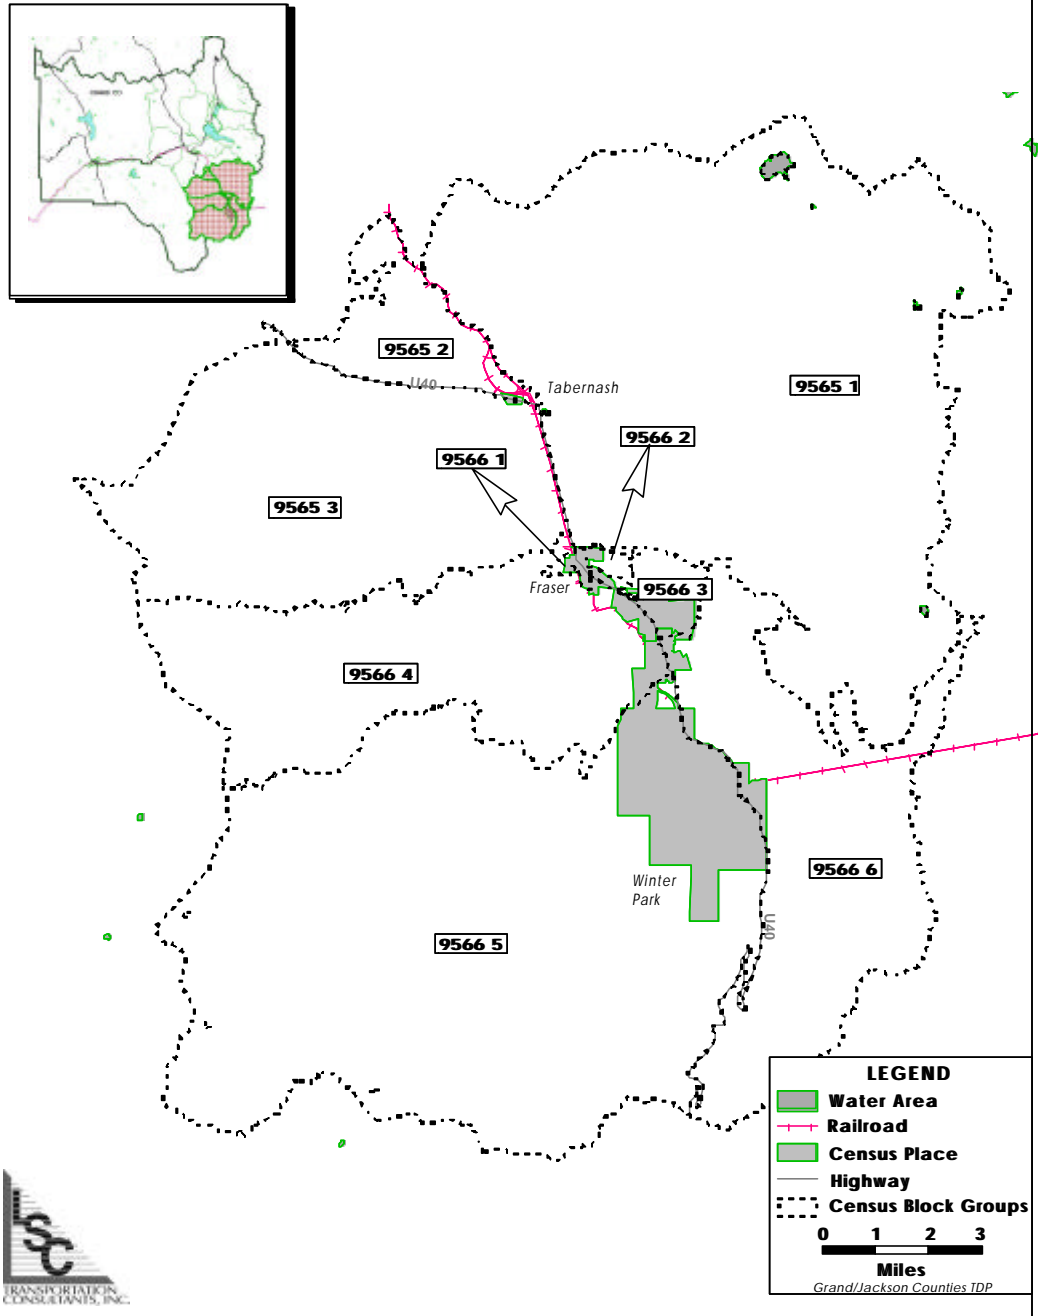 9565 2
U40
Tabernash
9565 1
9566 2
9566 1
9565 3
Fraser
9566 3
9566 4
9566 6
Winter
Park
U40
9566 5
LEGEND
Water Area
Railroad
Census Place
Highway
Census Block Groups
0 1 2 3
Miles
Grand/Jackson Counties TDP
LSC
TRANSPORTATION
CONSULTANTS, INC.